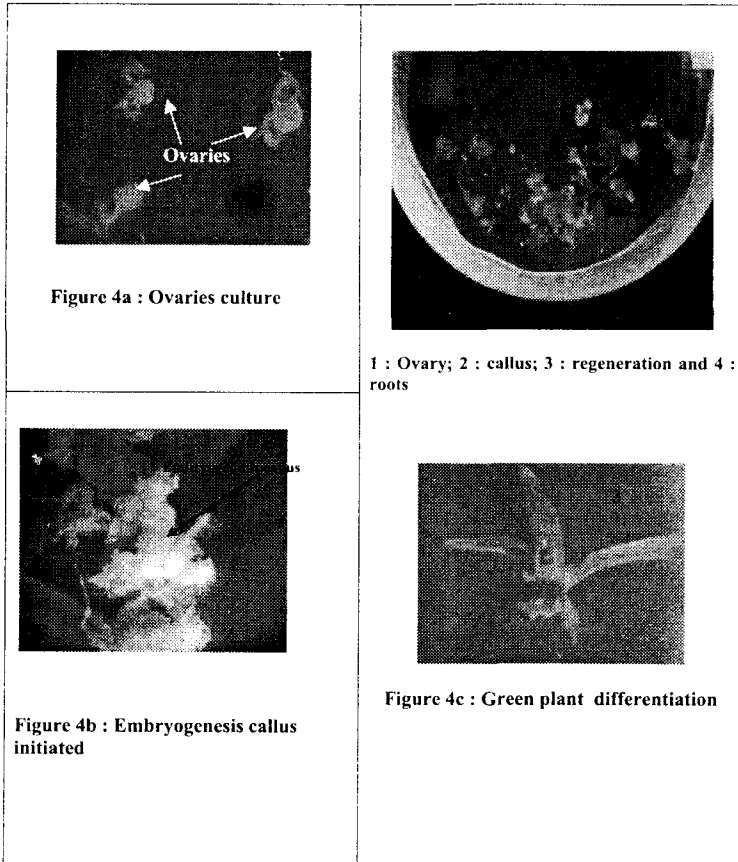 Ovaries
Figure 4a : Ovaries culture
1 : Ovary; 2 : callus; 3 : regeneration and 4 :
roots
Figure 4b : Embryogenesis callus
initiated
3
Figure 4c : Green plant differentiation